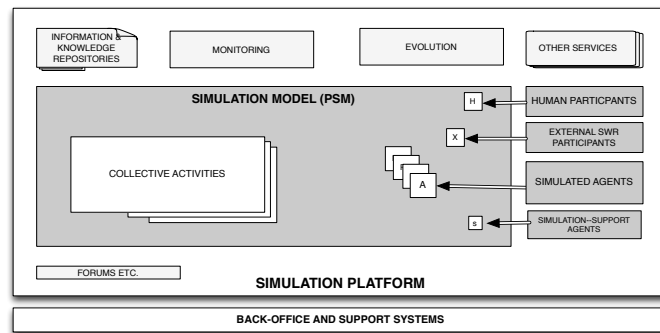 INFORMATION &
KNOWLEDGE
REPOSITORIES
MONITORING
EVOLUTION
OTHER SERVICES
SIMULATION MODEL (PSM)
H
HUMAN PARTICPANTS
X
EXTERNAL SWR
PARTICIPANTS
COLLECTIVE ACTIVITIES
A
SIMULATED AGENTS
s
SIMULATION--SUPPORT
AGENTS
FORUMS ETC.
SIMULATION PLATFORM
BACK-OFFICE AND SUPPORT SYSTEMS